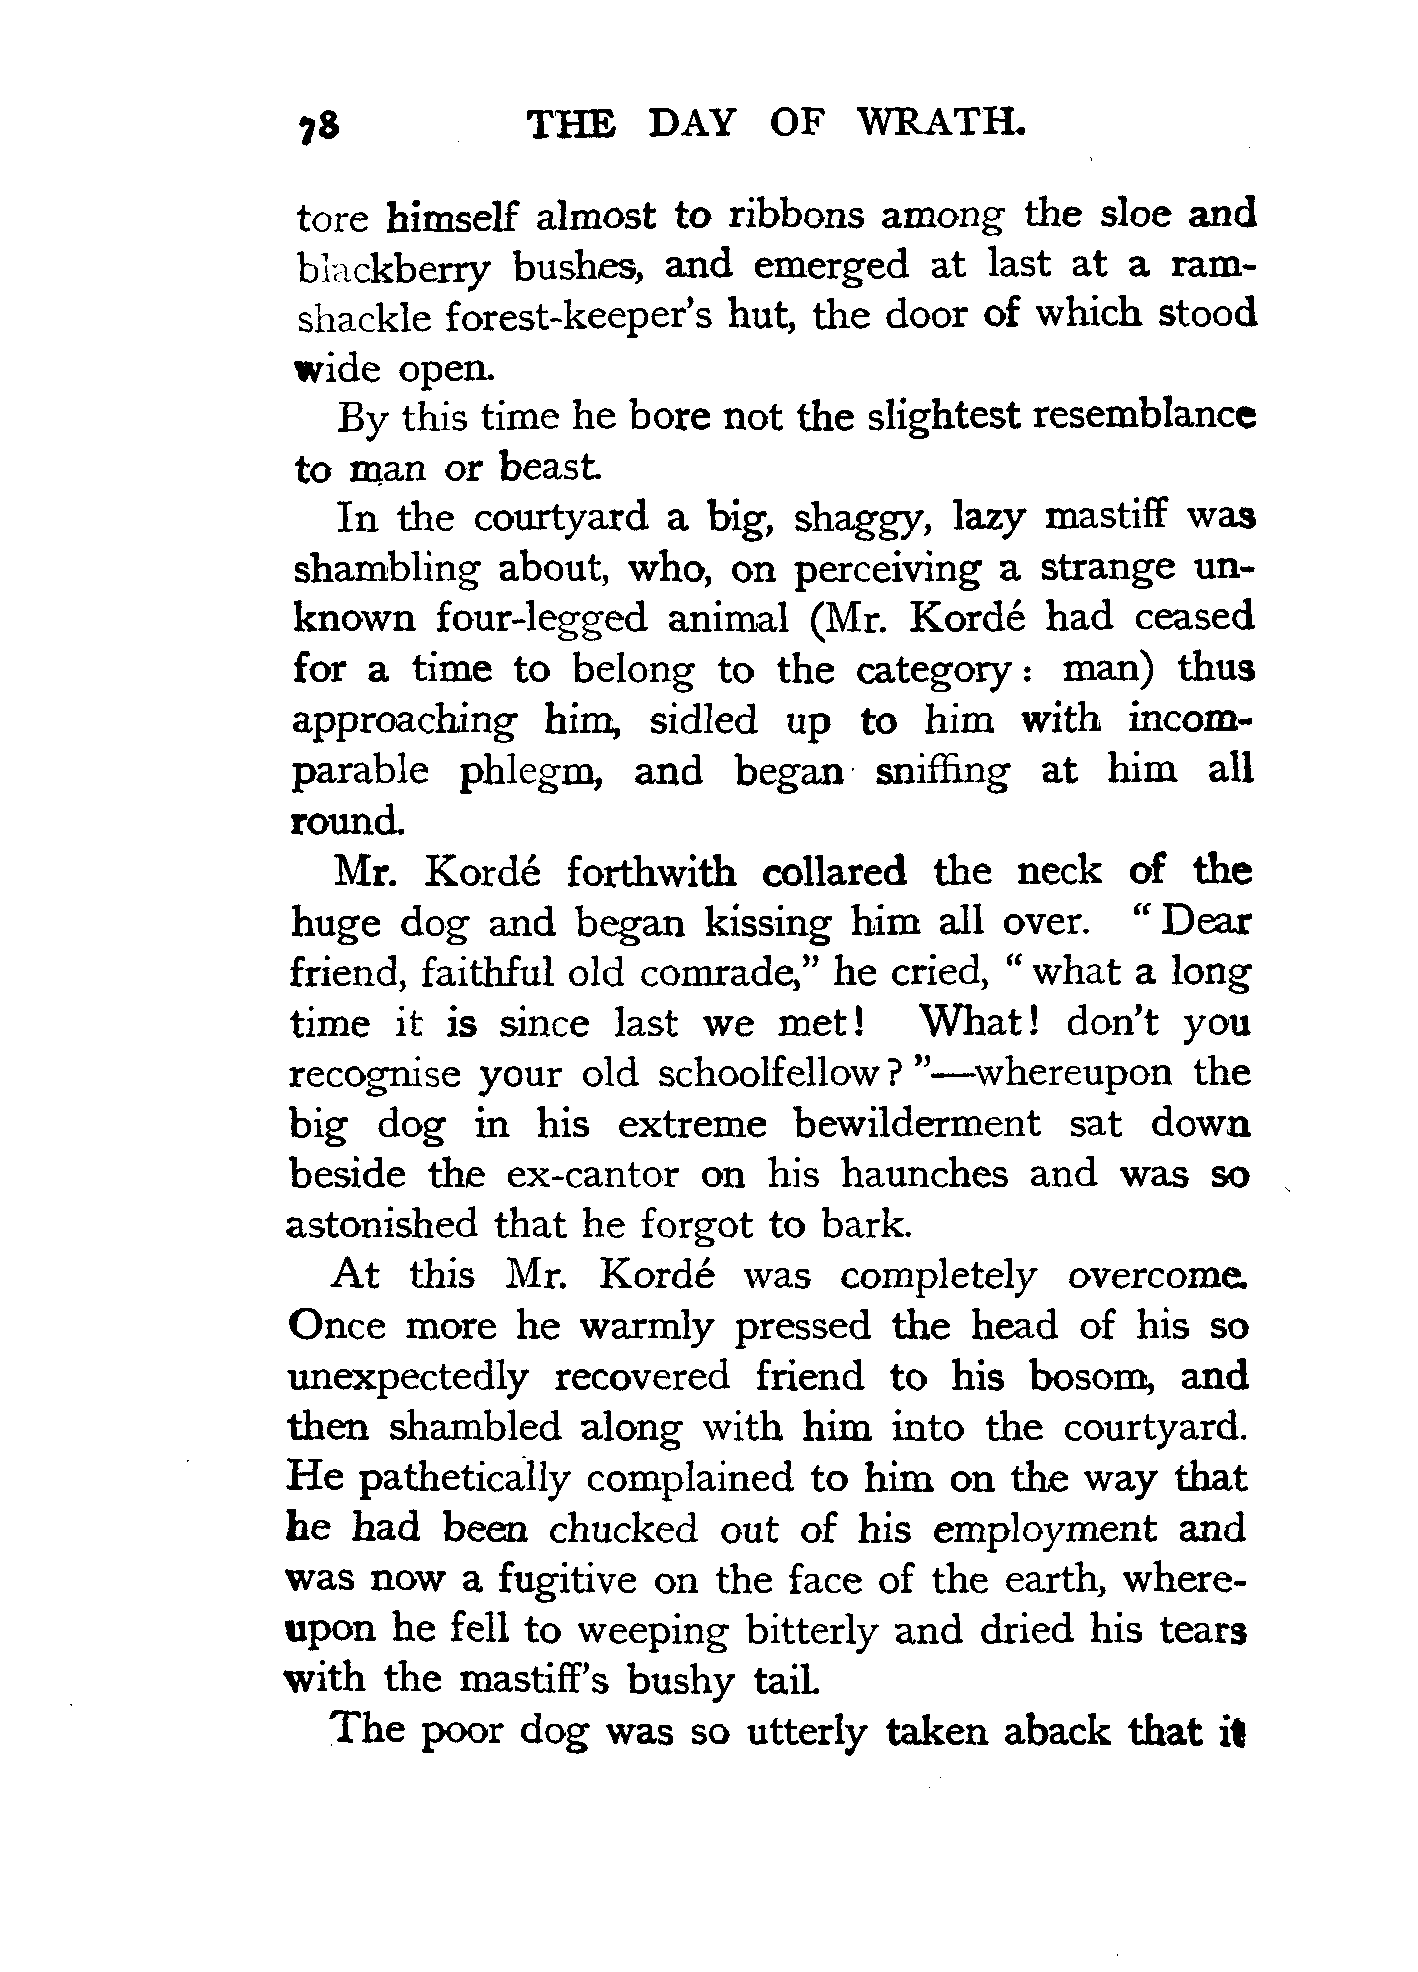 78 THE DAY OF WRATH.
tore himself almost to ribbons among the sloe and
blackberry bushes, and emerged at last at a ram-
shackle forest-keeper's hut, the door of which stood
wide open.
By this time he bore not the slightest resemblance
to man or beast.
In the courtyard a big, shaggy, lazy mastiff was
shambling about, who, on perceiving a strange un-
known four-legged animal (Mr. Kordé had ceased
for a time to belong to the category: man) thus
approaching him, sidled up to him with incom-
parable phlegm, and began sniffing at him all
round.
Mr. Kordé forthwith collared the neck of the
huge dog and began kissing him all over. "Dear
friend, faithful old comrade," he cried, "what a long
time it is since last we met! What! don't you
recognise your old schoolfellow?"—whereupon the
big dog in his extreme bewilderment sat down
beside the ex-cantor on his haunches and was so
astonished that he forgot to bark.
At this Mr. Kordé was completely overcome.
Once more he warmly pressed the head of his so
unexpectedly recovered friend to his bosom, and
then shambled along with him into the courtyard.
He pathetically complained to him on the way that
he had been chucked out of his employment and
was now a fugitive on the face of the earth, where-
upon he fell to weeping bitterly and dried his tears
with the mastiff's bushy tail.
The poor dog was so utterly taken aback that it